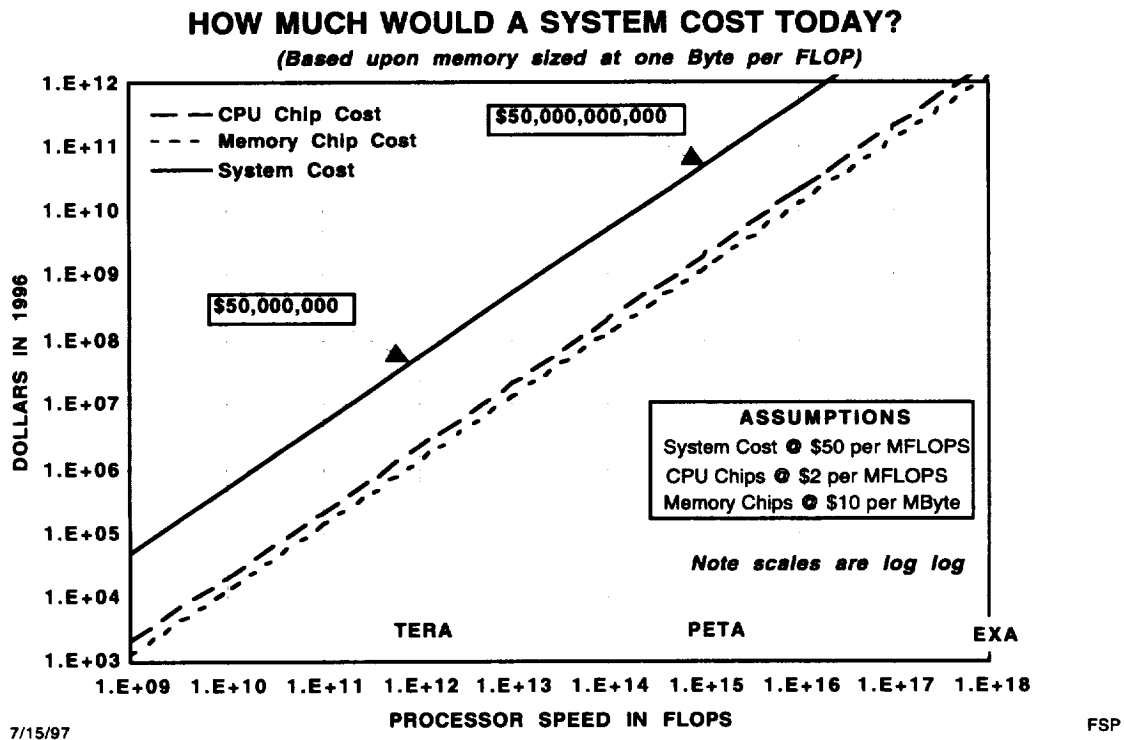 HOW MUCH WOULD A SYSTEM COST TODAY?
(Based upon memory sized at one Byte per FLOP)
1.E+12
1.E+11
1.E+10
1.E+09
1.E+08
1.E+07
1.E+06
1.E+05
1.E+04
1.E+03
DOLLARS IN 1996
CPU Chip Cost
Memory Chip Cost
System Cost
$50,000,000,000
$50,000,000
ASSUMPTIONS
System Cost @ $50 per MFLOPS
CPU Chips @ $2 per MFLOPS
Memory Chips @ $10 per MByte
Note scales are log log
TERA PETA EXA
1.E+09 1.E+10 1.E+11 1.E+12 1.E+13 1.E+14 1.E+15 1.E+16 1.E+17 1.E+18
PROCESSOR SPEED IN FLOPS
7/15/97
FSP